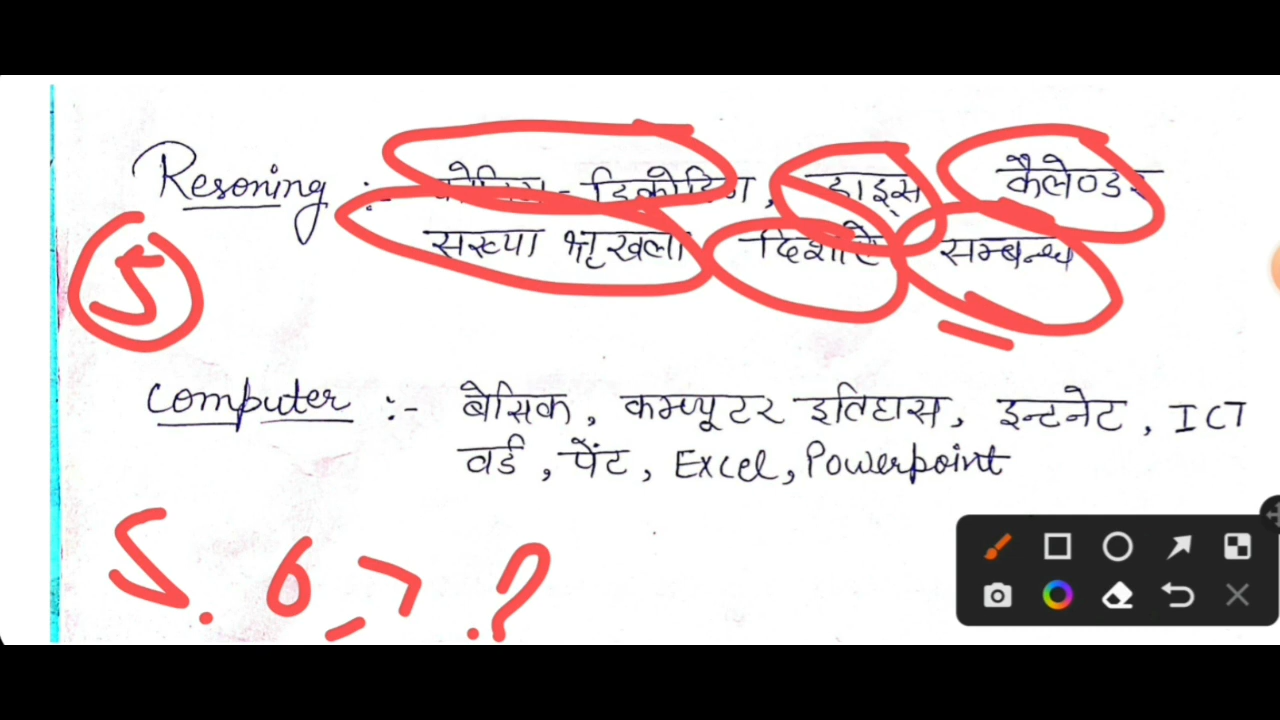 Resoning :- कोडिंग - डिकोडिंग , डाइस कैलेण्डर
संख्या श्रृखला दिशाएं सम्बन्ध
5
Computer :- बेसिक , कम्प्यूटर इतिहास , इन्टनेट , ICT
वर्ड , पेंट , Excel , Powerpoint
5. 6, 7 ?